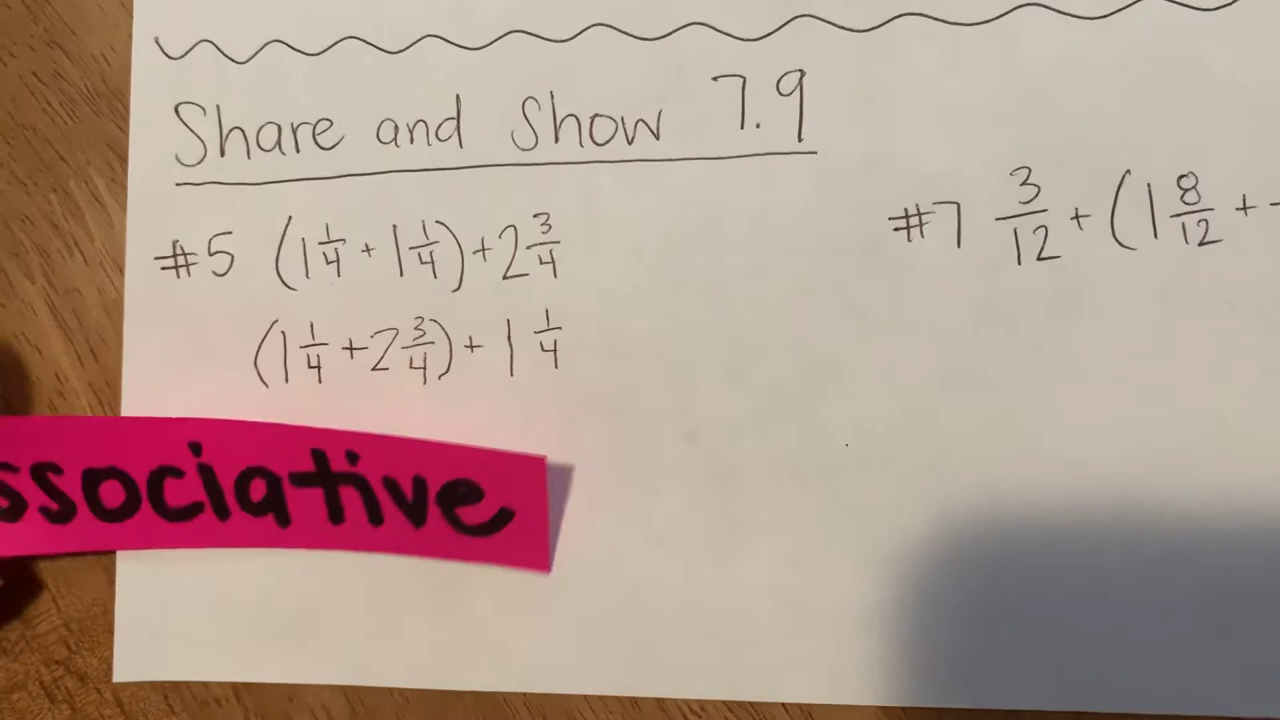 Share and Show 7.9
#5 (1 1/4 + 1 1/4) + 2 3/4
(1 1/4 + 2 3/4) + 1 1/4
#7 3/12 + (1 8/12 +
ssociative